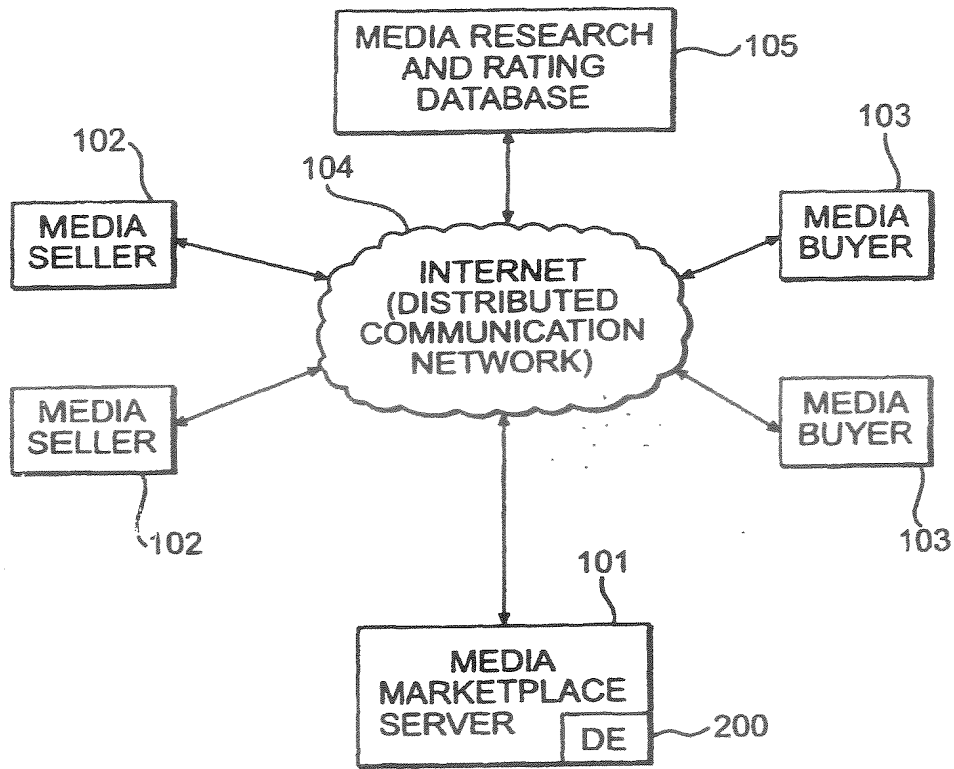 MEDIA RESEARCH
AND RATING
DATABASE
105
102
104
103
MEDIA
SELLER
MEDIA
BUYER
INTERNET
(DISTRIBUTED
COMMUNICATION
NETWORK)
MEDIA
SELLER
MEDIA
BUYER
102
103
101
MEDIA
MARKETPLACE
SERVER
DE
200